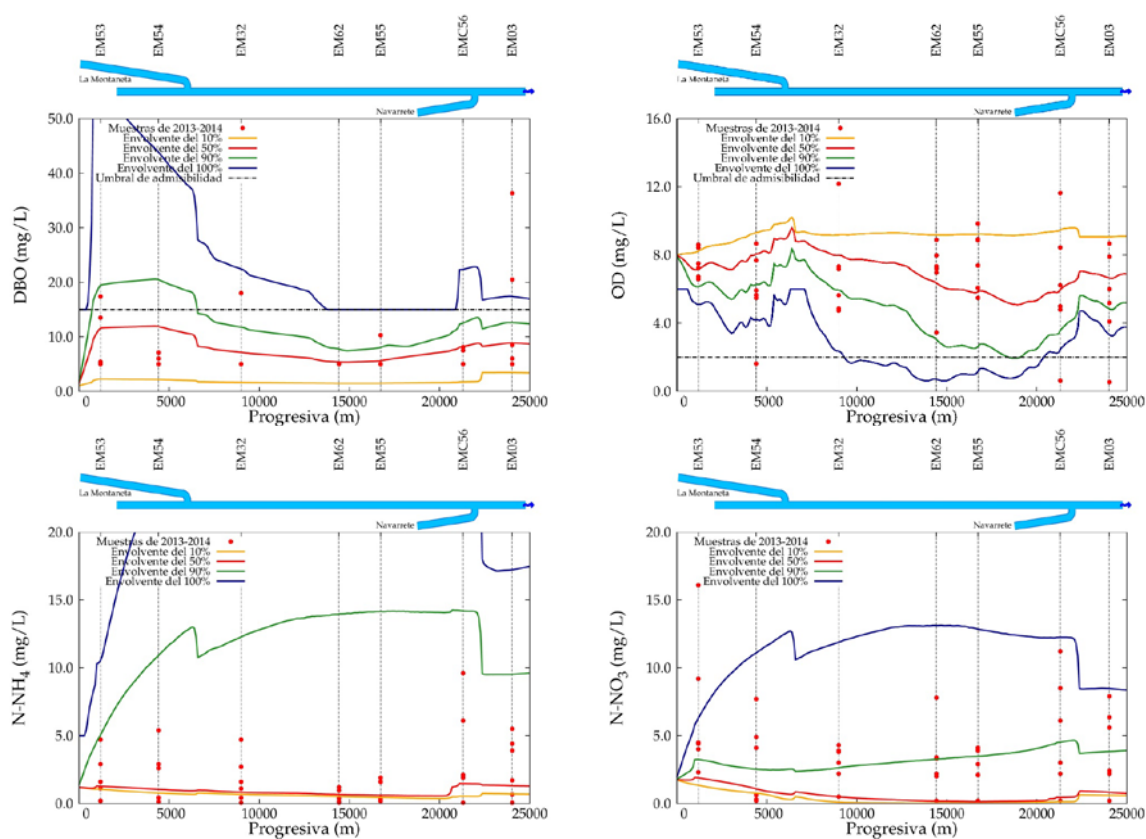 EM53 EM54 EM32 EM62 EM55 EMC56 EM03
La Montaneta
Navarrete
50.0
40.0
30.0
20.0
10.0
0.0
DBO (mg/L)
Muestras de 2013-2014
Envolvente del 10%
Envolvente del 50%
Envolvente del 90%
Envolvente del 100%
Umbral de admisibilidad
0 5000 10000 15000 20000 25000
Progresiva (m)
EM53 EM54 EM32 EM62 EM55 EMC56 EM03
La Montaneta
Navarrete
16.0
12.0
8.0
4.0
0.0
OD (mg/L)
Muestras de 2013-2014
Envolvente del 10%
Envolvente del 50%
Envolvente del 90%
Envolvente del 100%
Umbral de admisibilidad
0 5000 10000 15000 20000 25000
Progresiva (m)
EM53 EM54 EM32 EM62 EM55 EMC56 EM03
La Montaneta
Navarrete
20.0
15.0
10.0
5.0
0.0
N-NH4 (mg/L)
Muestras de 2013-2014
Envolvente del 10%
Envolvente del 50%
Envolvente del 90%
Envolvente del 100%
0 5000 10000 15000 20000 25000
Progresiva (m)
EM53 EM54 EM32 EM62 EM55 EMC56 EM03
La Montaneta
Navarrete
20.0
15.0
10.0
5.0
0.0
N-NO3 (mg/L)
Muestras de 2013-2014
Envolvente del 10%
Envolvente del 50%
Envolvente del 90%
Envolvente del 100%
0 5000 10000 15000 20000 25000
Progresiva (m)